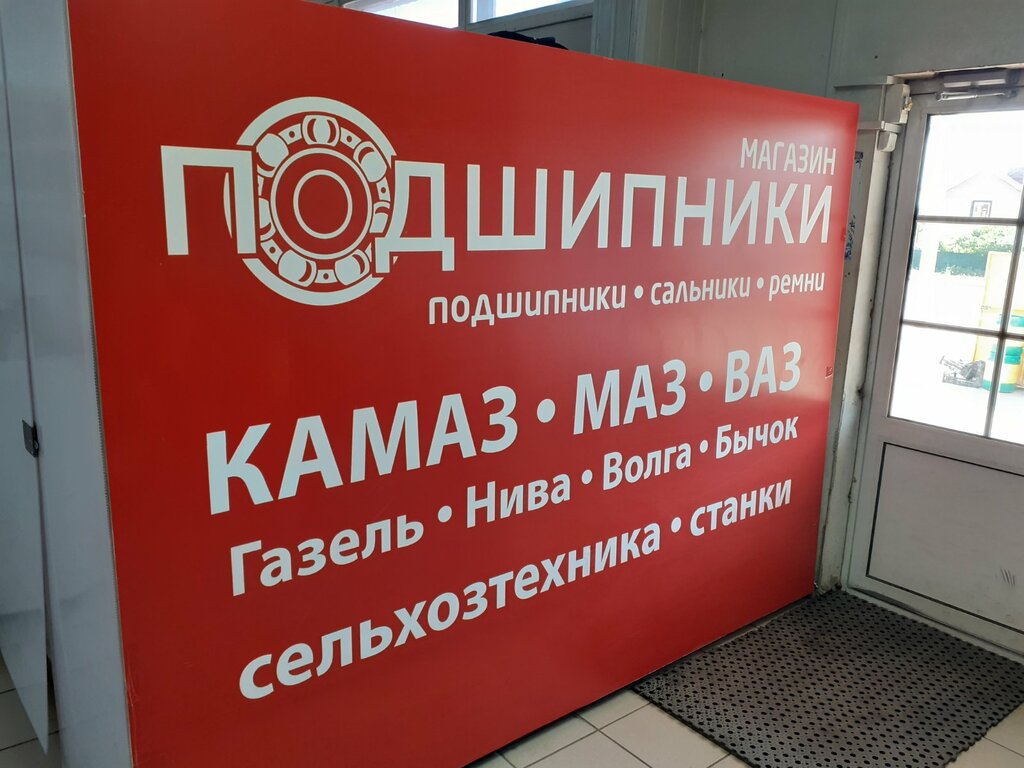 МАГАЗИН
ПОДШИПНИКИ
подшипники • сальники • ремни
КАМАЗ • МАЗ • ВАЗ
Газель • Нива • Волга • Бычок
сельхозтехника • станки